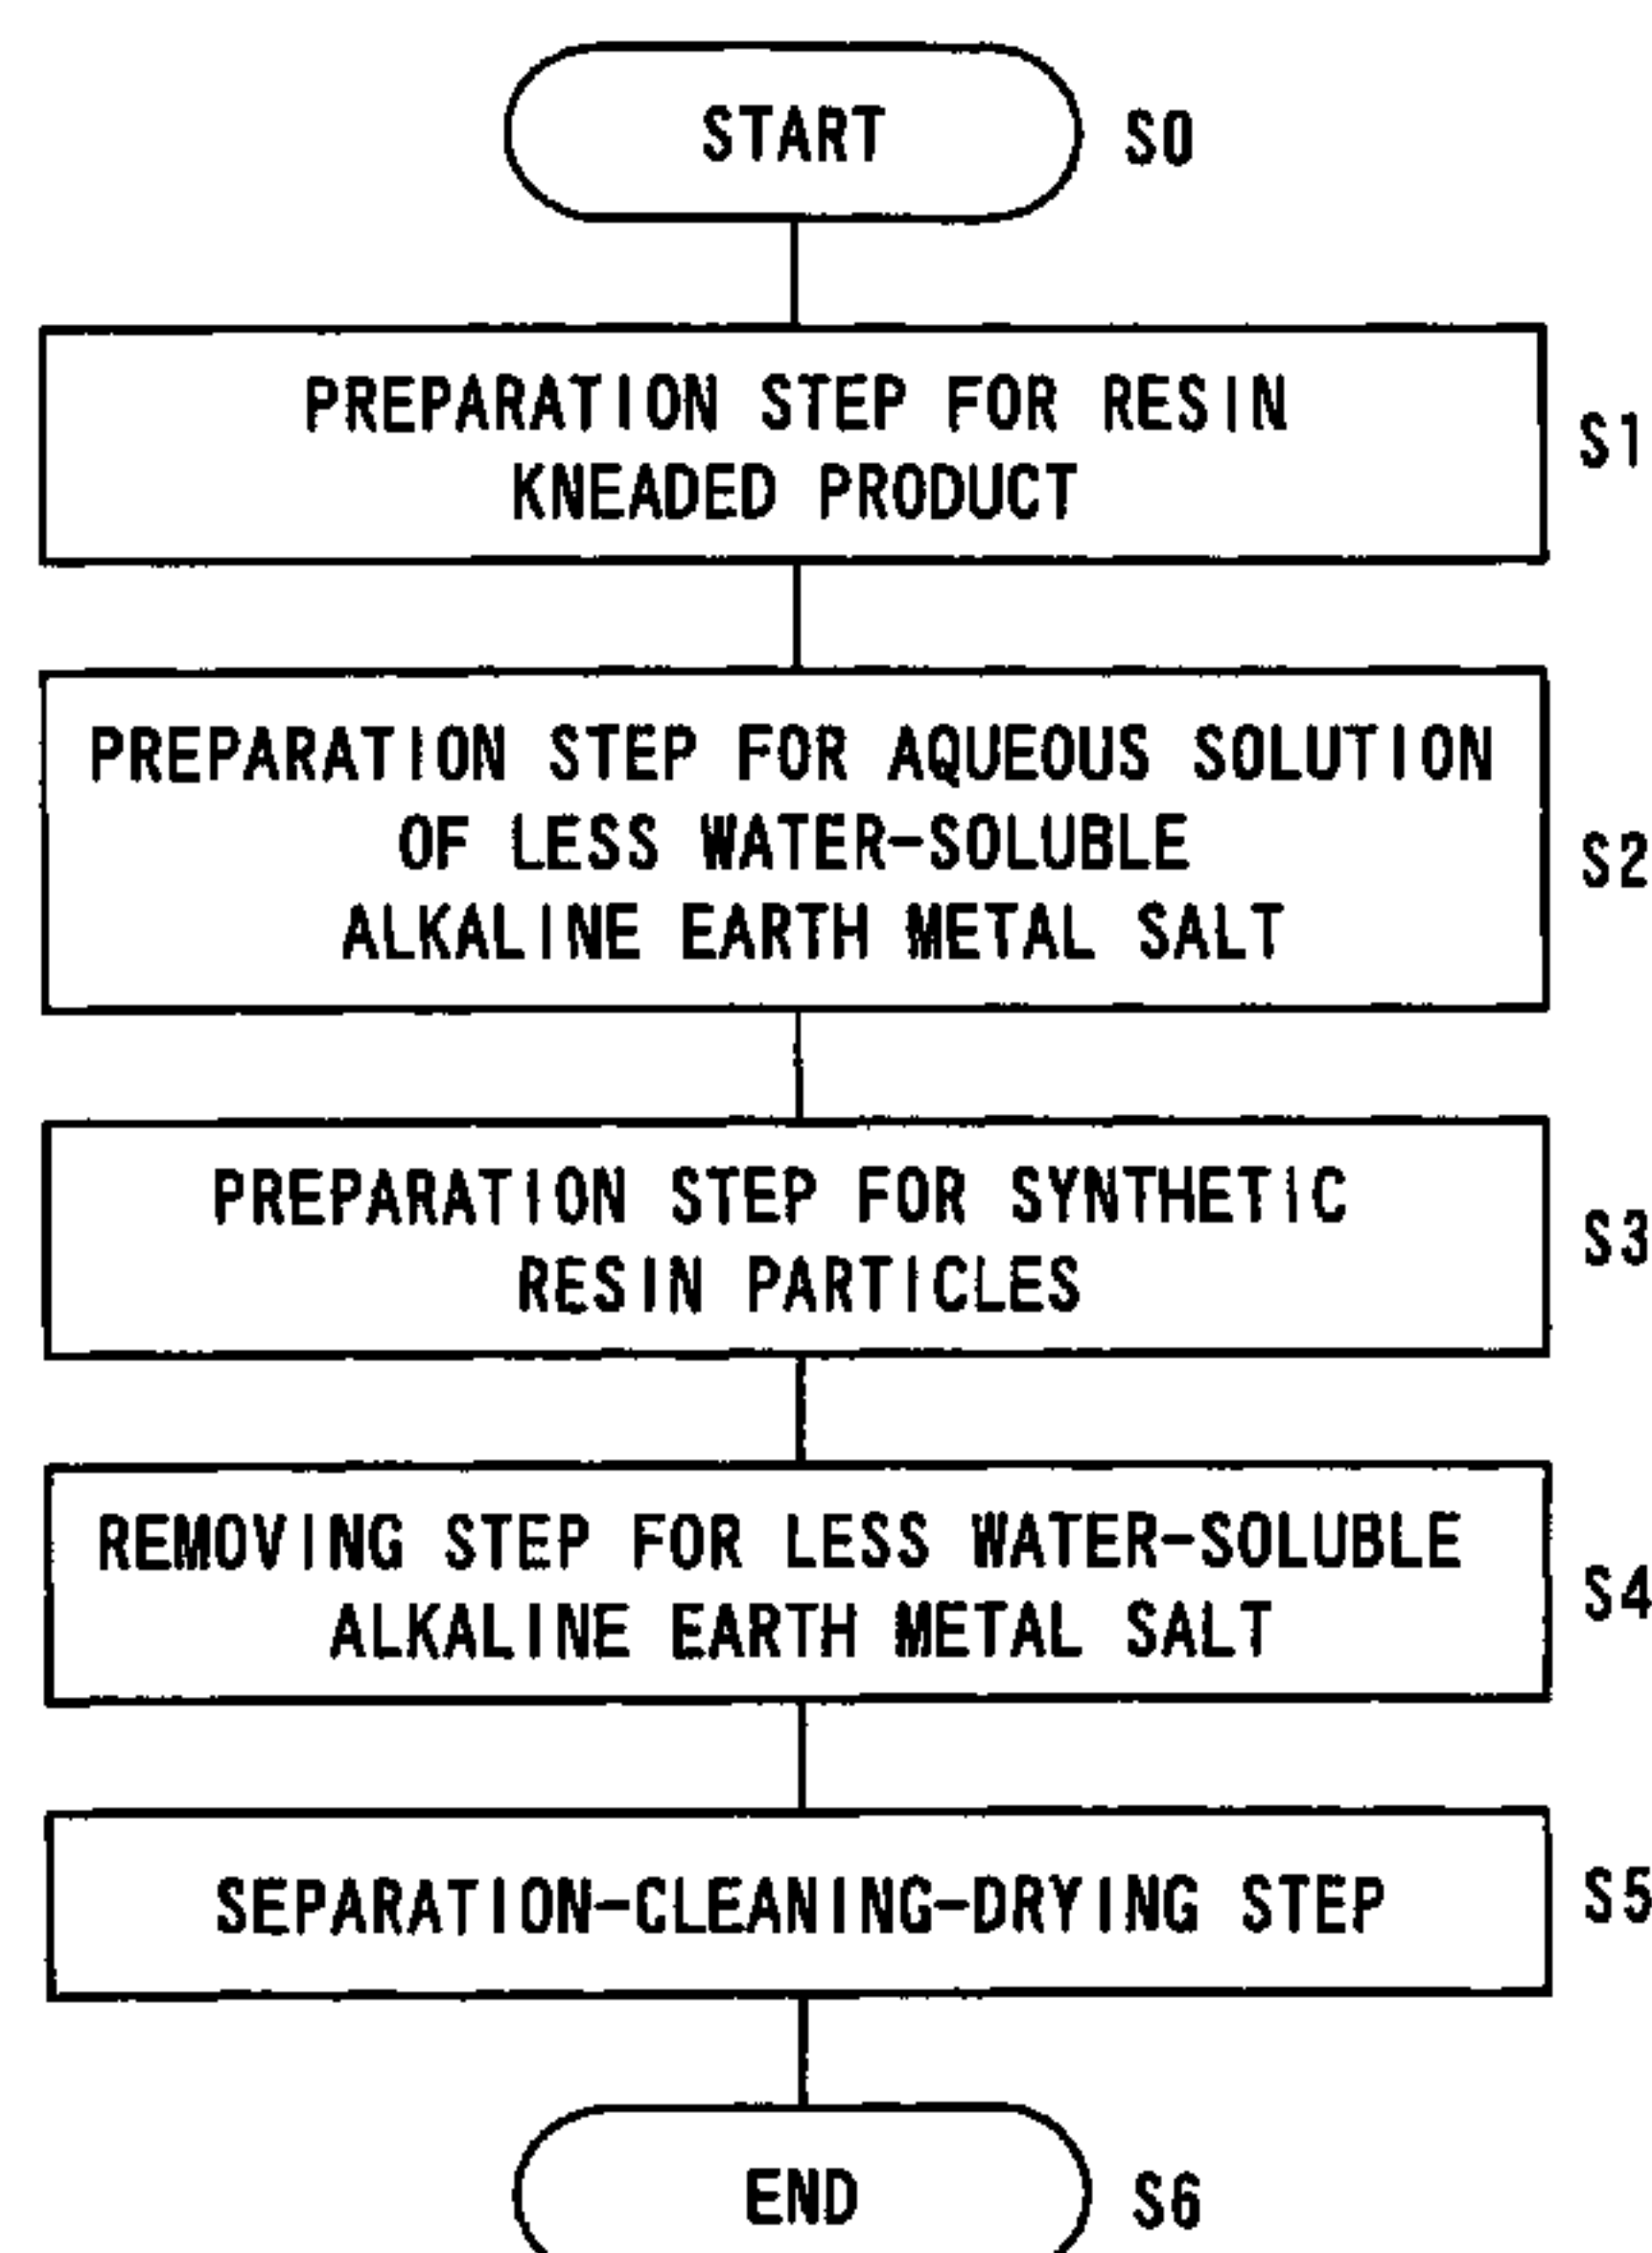 START S0
PREPARATION STEP FOR RESIN
KNEADED PRODUCT
S1
PREPARATION STEP FOR AQUEOUS SOLUTION
OF LESS WATER-SOLUBLE
ALKALINE EARTH METAL SALT
S2
PREPARATION STEP FOR SYNTHETIC
RESIN PARTICLES
S3
REMOVING STEP FOR LESS WATER-SOLUBLE
ALKALINE EARTH METAL SALT
S4
SEPARATION-CLEANING-DRYING STEP S5
END S6